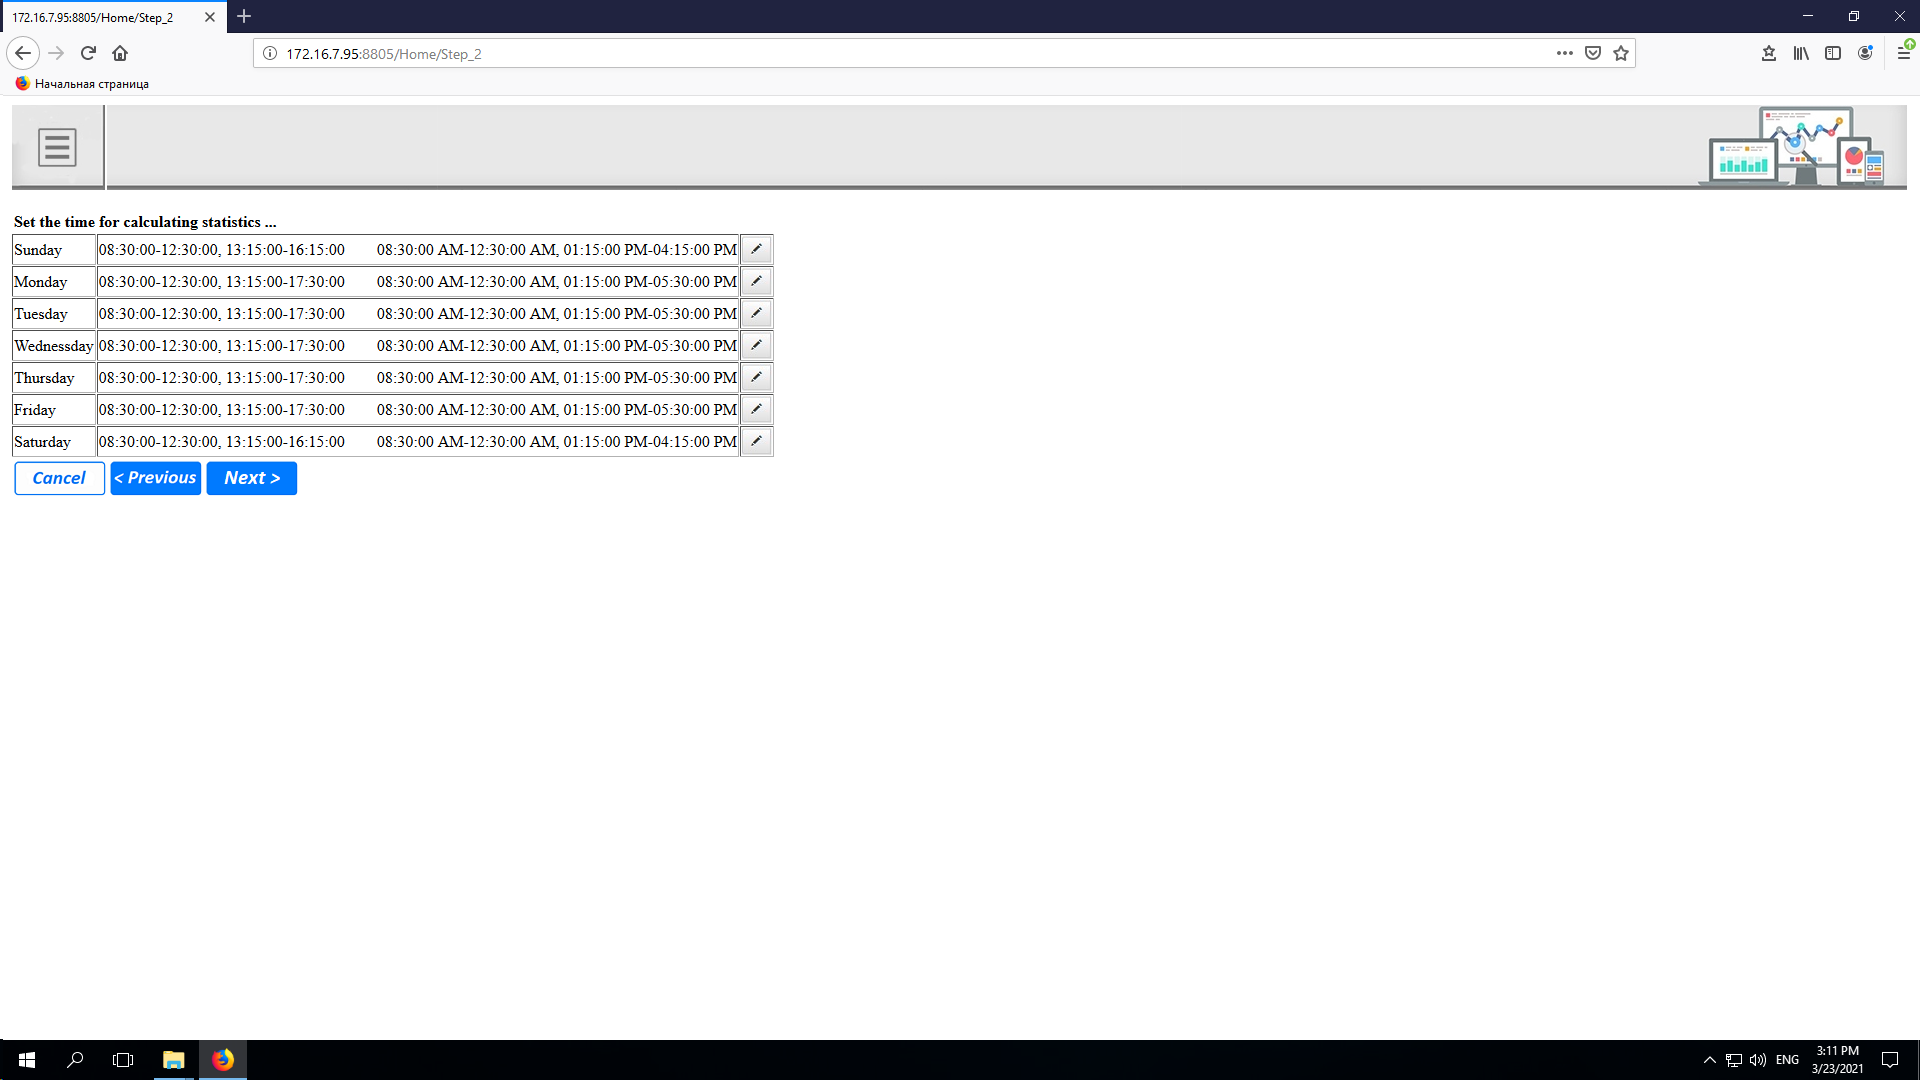 172.16.7.95:8805/Home/Step_2
172.16.7.95:8805/Home/Step_2
Начальная страница
Set the time for calculating statistics ...
Sunday 08:30:00-12:30:00, 13:15:00-16:15:00 08:30:00 AM-12:30:00 AM, 01:15:00 PM-04:15:00 PM
Monday 08:30:00-12:30:00, 13:15:00-17:30:00 08:30:00 AM-12:30:00 AM, 01:15:00 PM-05:30:00 PM
Tuesday 08:30:00-12:30:00, 13:15:00-17:30:00 08:30:00 AM-12:30:00 AM, 01:15:00 PM-05:30:00 PM
Wednessday 08:30:00-12:30:00, 13:15:00-17:30:00 08:30:00 AM-12:30:00 AM, 01:15:00 PM-05:30:00 PM
Thursday 08:30:00-12:30:00, 13:15:00-17:30:00 08:30:00 AM-12:30:00 AM, 01:15:00 PM-05:30:00 PM
Friday 08:30:00-12:30:00, 13:15:00-17:30:00 08:30:00 AM-12:30:00 AM, 01:15:00 PM-05:30:00 PM
Saturday 08:30:00-12:30:00, 13:15:00-16:15:00 08:30:00 AM-12:30:00 AM, 01:15:00 PM-04:15:00 PM
Cancel < Previous Next >
ENG
3:11 PM
3/23/2021